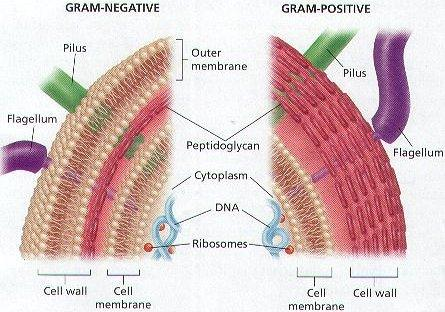 GRAM-NEGATIVE
GRAM-POSITIVE
Pilus
Outer
membrane
Pilus
Flagellum
Peptidoglycan
Flagellum
Cytoplasm
DNA
Ribosomes
Cell wall
Cell
membrane
Cell
membrane
Cell wall